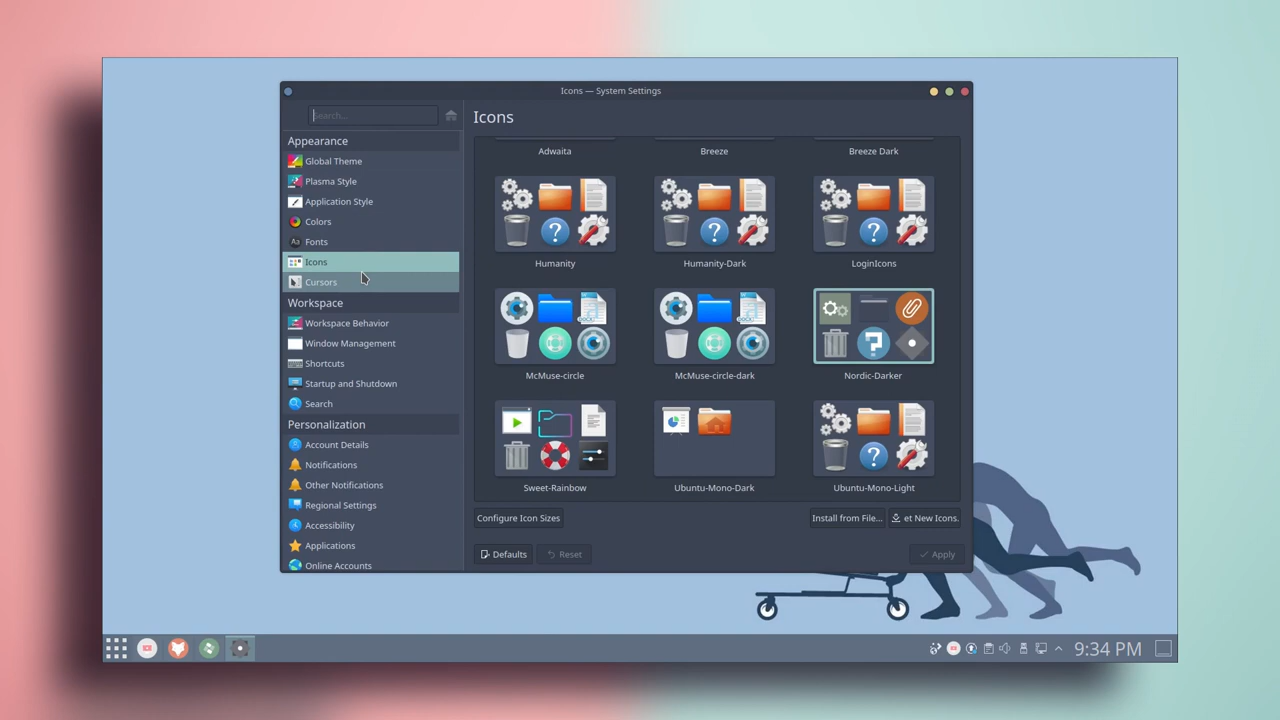 Icons — System Settings
Search...
Appearance
Global Theme
Plasma Style
Application Style
Colors
Aa Fonts
Icons
Cursors
Workspace
Workspace Behavior
Window Management
Shortcuts
Startup and Shutdown
Search
Personalization
Account Details
Notifications
Other Notifications
Regional Settings
Accessibility
Applications
Online Accounts
Icons
Adwaita Breeze Breeze Dark
Humanity Humanity-Dark LoginIcons
McMuse-circle McMuse-circle-dark Nordic-Darker
Sweet-Rainbow Ubuntu-Mono-Dark Ubuntu-Mono-Light
Configure Icon Sizes Install from File... et New Icons.
Defaults Reset Apply
9:34 PM